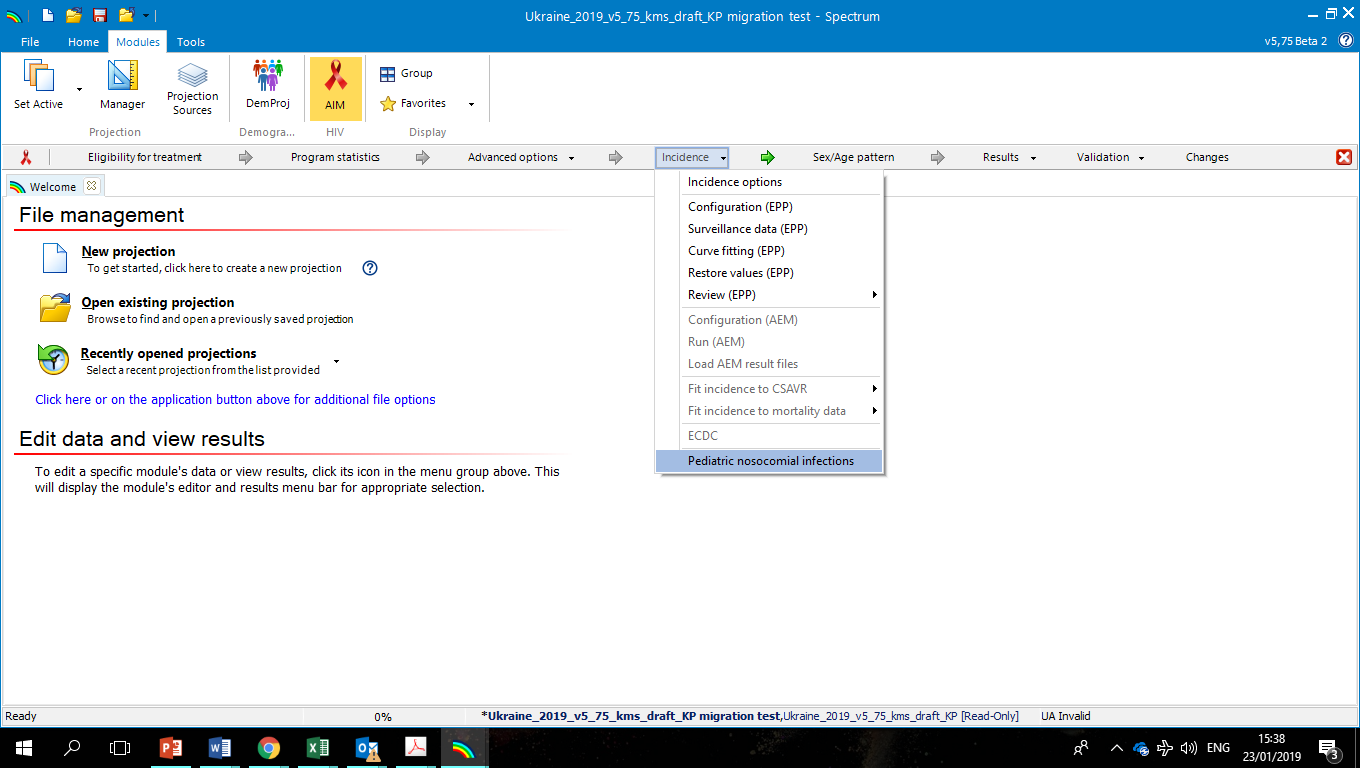 Ukraine_2019_v5_75_kms_draft_KP migration test - Spectrum
File Home Modules Tools v5,75 Beta 2
Set Active
Manager
Projection Sources
DemProj
AIM
Group
Favorites
Projection Demogra... HIV Display
Eligibility for treatment Program statistics Advanced options Incidence Sex/Age pattern Results Validation Changes
Welcome
File management
New projection
To get started, click here to create a new projection
Open existing projection
Browse to find and open a previously saved projection
Recently opened projections
Select a recent projection from the list provided
Click here or on the application button above for additional file options
Edit data and view results
To edit a specific module's data or view results, click its icon in the menu group above. This
will display the module's editor and results menu bar for appropriate selection.
Incidence options
Configuration (EPP)
Surveillance data (EPP)
Curve fitting (EPP)
Restore values (EPP)
Review (EPP)
Configuration (AEM)
Run (AEM)
Load AEM result files
Fit incidence to CSAVR
Fit incidence to mortality data
ECDC
Pediatric nosocomial infections
Ready 0% *Ukraine_2019_v5_75_kms_draft_KP migration test,Ukraine_2019_v5_75_kms_draft_KP [Read-Only] UA Invalid
ENG
15:38
23/01/2019
3